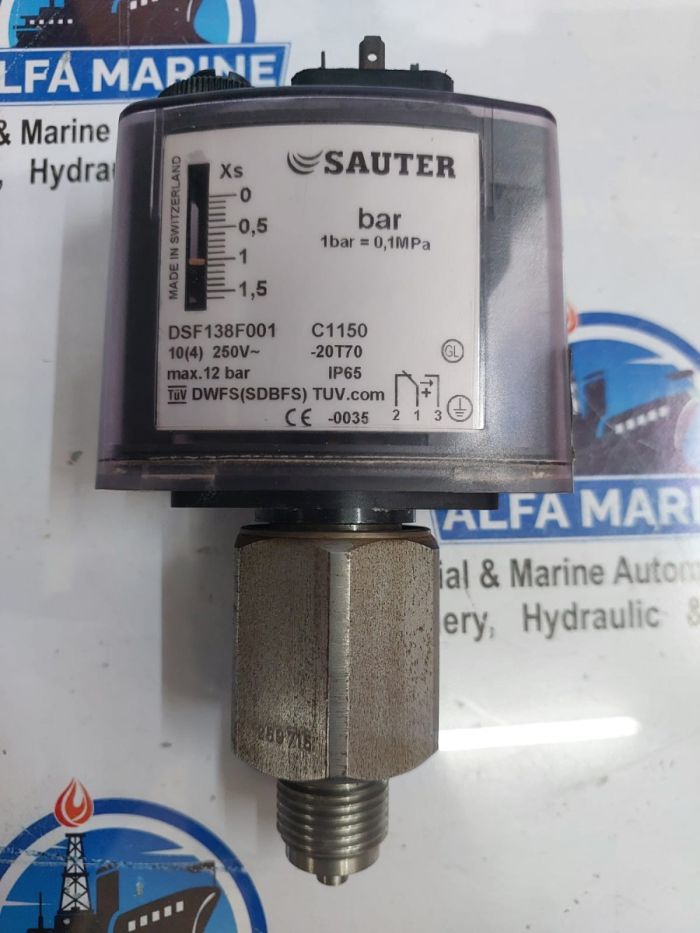 ALFA MARINE
& Marine
Hydrau
MADE IN SWITZERLAND
Xs
0
0,5
1
1,5
SAUTER
bar
1bar = 0,1MPa
DSF138F001 C1150
10(4) 250V~ -20T70
max.12 bar IP65
GL
TÜV DWFS(SDBFS) TUV.com
CE -0035
2 1 3
ALFA MARINE
ial & Marine Autom
ery, Hydraulic &